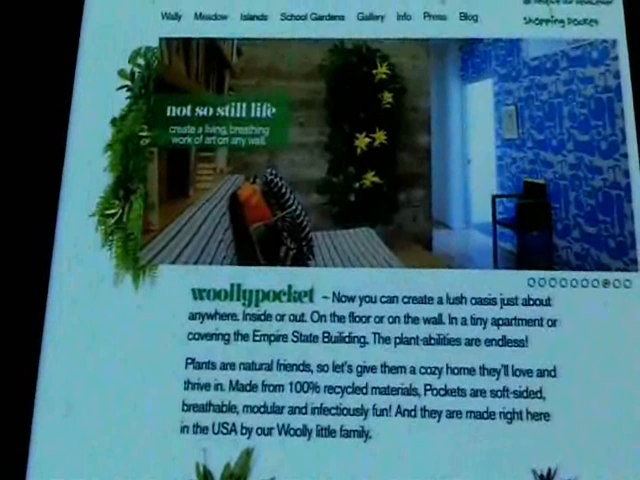 Wally Meadow Islands School Gardens Gallery Info Press Blog
Shopping Pocket
not so still life
create a living, breathing
work of art on any wall.
woollypocket ~ Now you can create a lush oasis just about
anywhere. Inside or out. On the floor or on the wall. In a tiny apartment or
covering the Empire State Builiding. The plant-abilities are endless!
Plants are natural friends, so let's give them a cozy home they'll love and
thrive in. Made from 100% recycled materials, Pockets are soft-sided,
breathable, modular and infectiously fun! And they are made right here
in the USA by our Woolly little family.